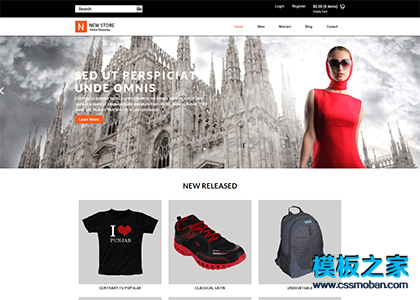 Search
Login Register $0.00 (0 items)
Empty Card
N NEW STORE
Online Shopping
Home Men Women Blog Contact
SED UT PERSPICIAT
UNDE OMNIS
Learn More
NEW RELEASED
I
PUNJAB
CONTRARY TO POPULAR
CLASSICAL LATIN
UNDOUBTABLE
模板之家
www.cssmoban.com